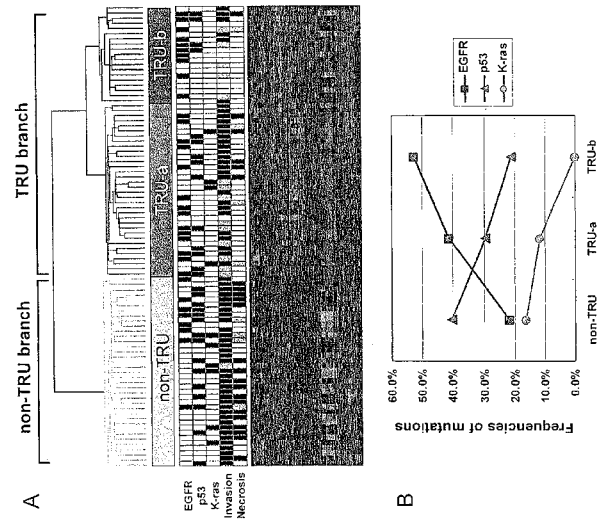 A
non-TRU branch
TRU branch
non-TRU
TRU-a
TRU-b
EGFR
p53
K-ras
Invasion
Necrosis
B
Frequencies of mutations
60.0%
50.0%
40.0%
30.0%
20.0%
10.0%
0.0%
non-TRU
TRU-a
TRU-b
EGFR
p53
K-ras